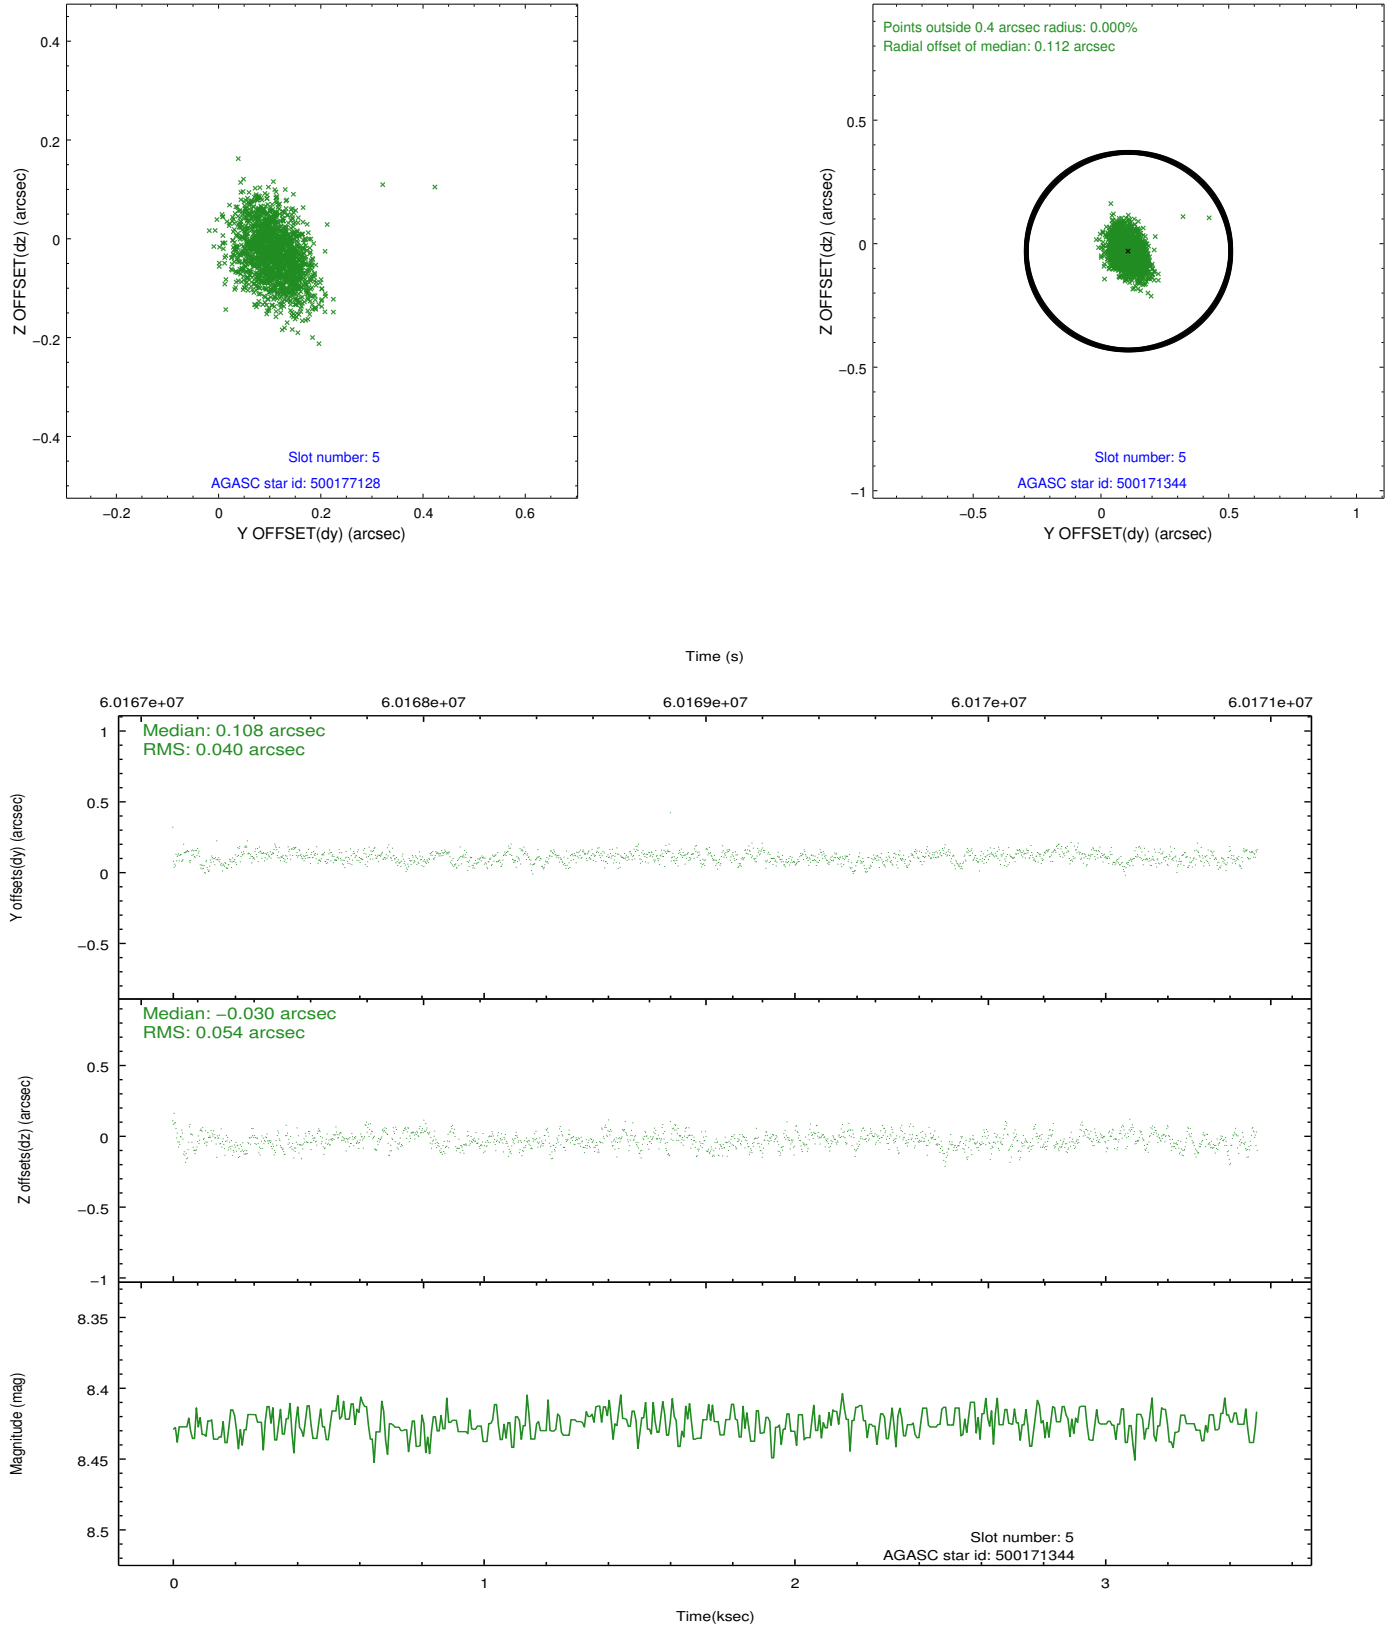 0.4
0.2
0
−0.2
−0.4
Z OFFSET(dz) (arcsec)
Slot number: 5
AGASC star id: 500177128
−0.2
0
0.2
0.4
0.6
Y OFFSET(dy) (arcsec)
Points outside 0.4 arcsec radius: 0.000%
Radial offset of median: 0.112 arcsec
0.5
0
−0.5
−1
Z OFFSET(dz) (arcsec)
Slot number: 5
AGASC star id: 500171344
−0.5
0
0.5
1
Y OFFSET(dy) (arcsec)
Time (s)
6.0167e+07
6.0168e+07
6.0169e+07
6.017e+07
6.0171e+07
Median: 0.108 arcsec
RMS: 0.040 arcsec
1
0.5
0
−0.5
Y offsets(dy) (arcsec)
Median: −0.030 arcsec
RMS: 0.054 arcsec
0.5
0
−0.5
−1
Z offsets(dz) (arcsec)
8.35
8.4
8.45
8.5
Magnitude (mag)
Slot number: 5
AGASC star id: 500171344
0
1
2
3
Time(ksec)